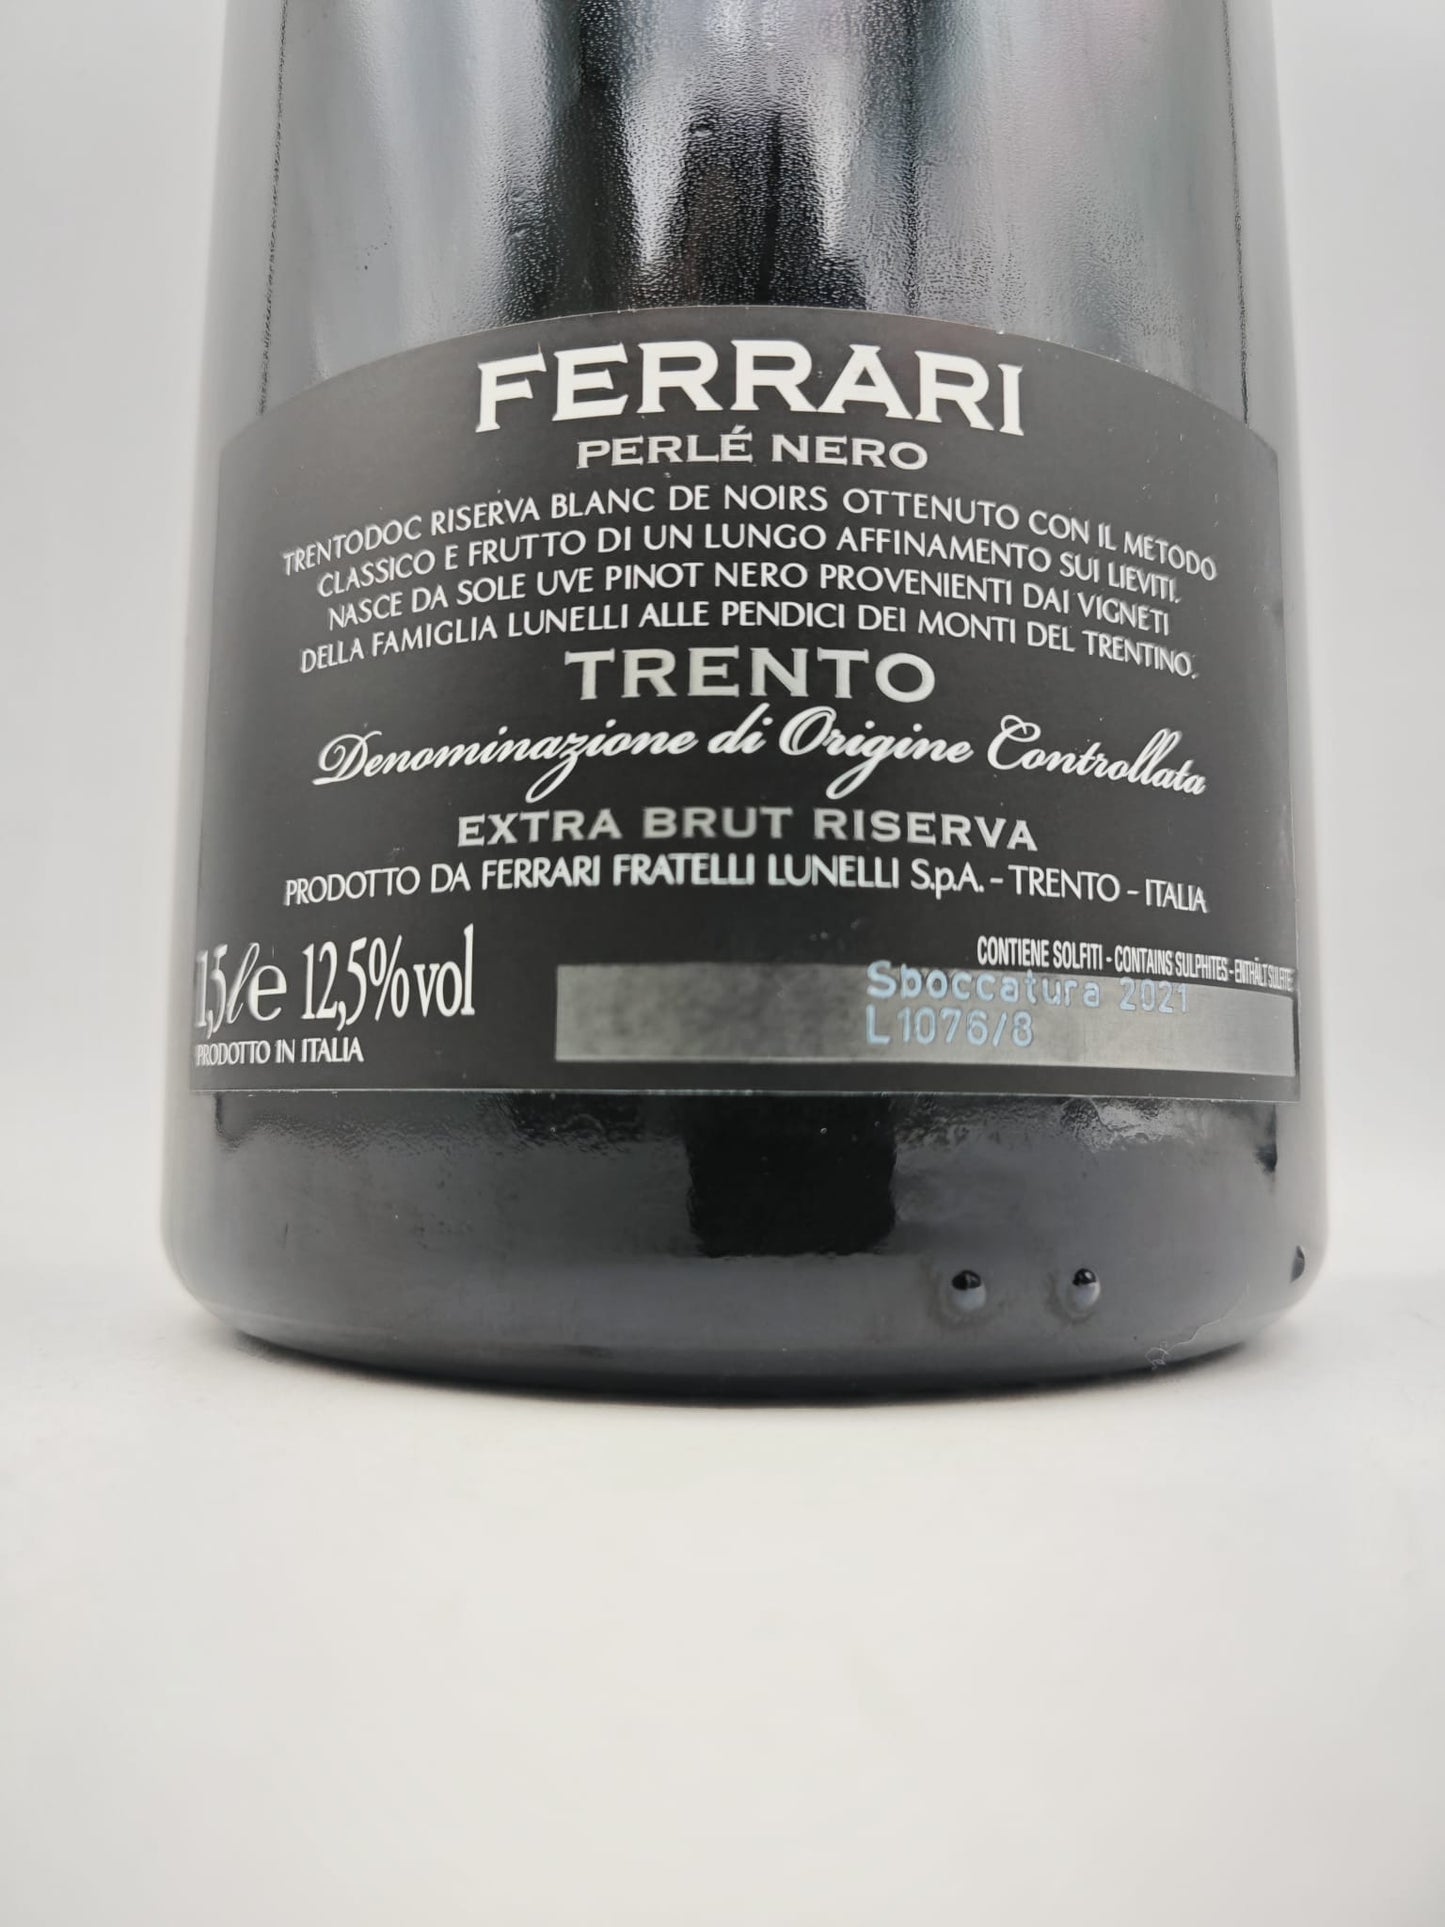 FERRARI
PERLÉ NERO
TRENTODOC RISERVA BLANC DE NOIRS OTTENUTO CON IL METODO
CLASSICO E FRUTTO DI UN LUNGO AFFINAMENTO SUI LIEVITI.
NASCE DA SOLE UVE PINOT NERO PROVENIENTI DAI VIGNETI
DELLA FAMIGLIA LUNELLI ALLE PENDICI DEI MONTI DEL TRENTINO.
TRENTO
Denominazione di Origine Controllata
EXTRA BRUT RISERVA
PRODOTTO DA FERRARI FRATELLI LUNELLI S.p.A. - TRENTO - ITALIA
1,5 ℓ e 12,5% vol
PRODOTTO IN ITALIA
CONTIENE SOLFITI - CONTAINS SULPHITES - ENTHÄLT SULFITE
Sboccatura 2021
L1076/8